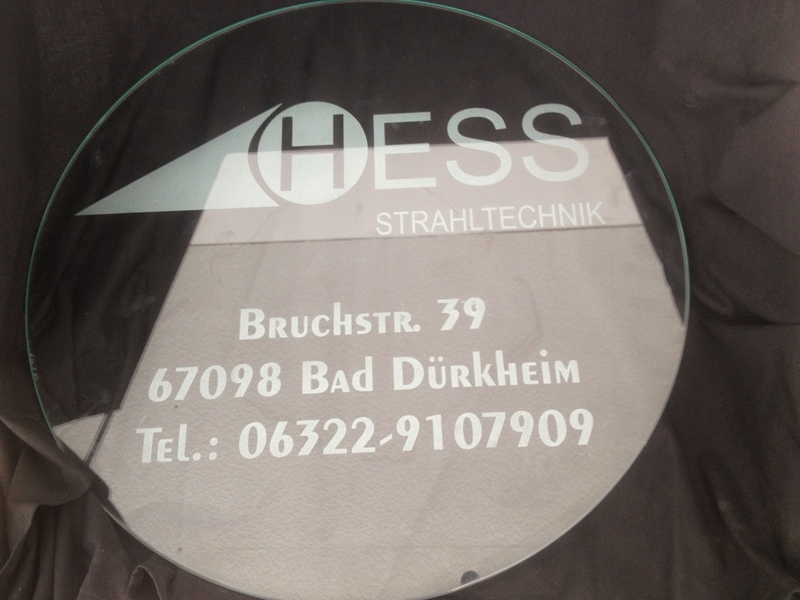 HESS
STRAHLTECHNIK
Bruchstr. 39
67098 Bad Dürkheim
Tel.: 06322-9107909